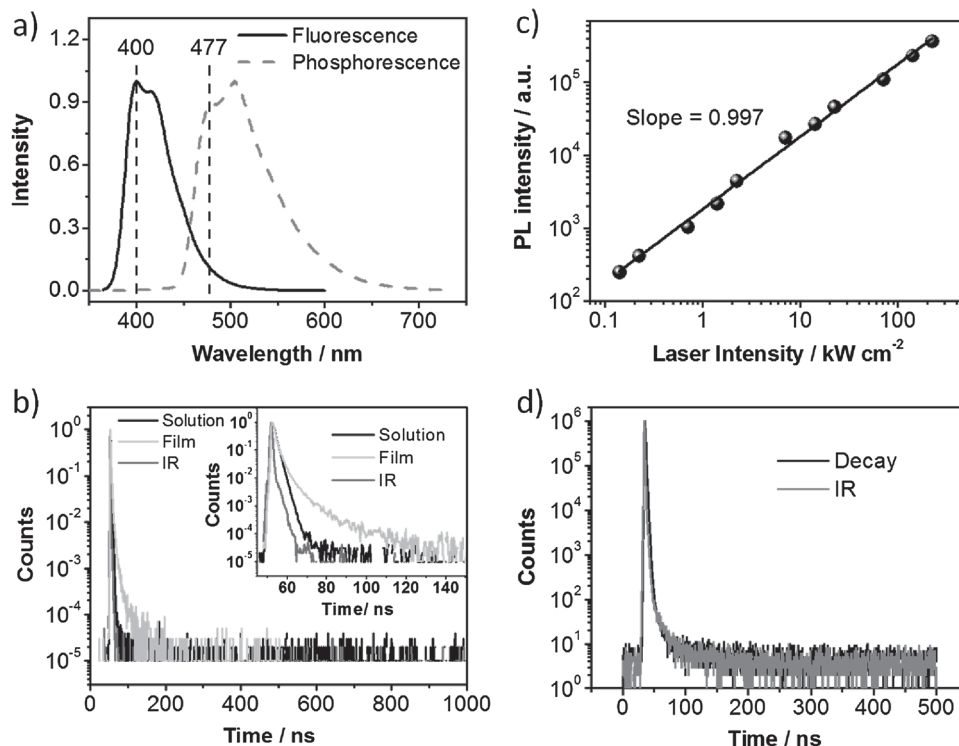 a)
400
477
Fluorescence
Phosphorescence
1.2
0.9
0.6
0.3
0.0
Intensity
400
500
600
700
Wavelength / nm
c)
Slope = 0.997
10^5
10^4
10^3
10^2
PL intensity / a.u.
0.1
1
10
100
Laser Intensity / kW cm^-2
b)
Solution
Film
IR
10^0
10^-1
10^-2
10^-3
10^-4
10^-5
Counts
0
200
400
600
800
1000
Time / ns
Solution
Film
IR
10^0
10^-1
10^-2
10^-3
10^-4
10^-5
Counts
60
80
100
120
140
Time/ ns
d)
Decay
IR
10^6
10^5
10^4
10^3
10^2
10^1
10^0
Counts
0
100
200
300
400
500
Time / ns